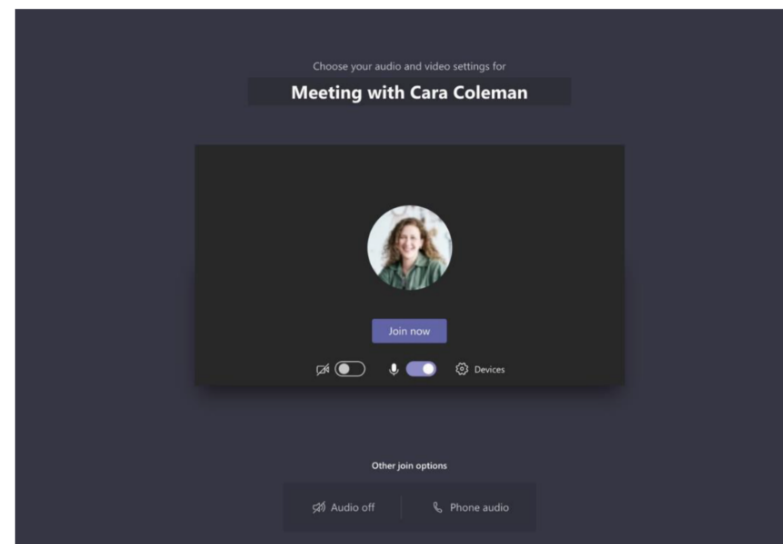 Choose your audio and video settings for
Meeting with Cara Coleman
Join now
Devices
Other join options
Audio off
Phone audio